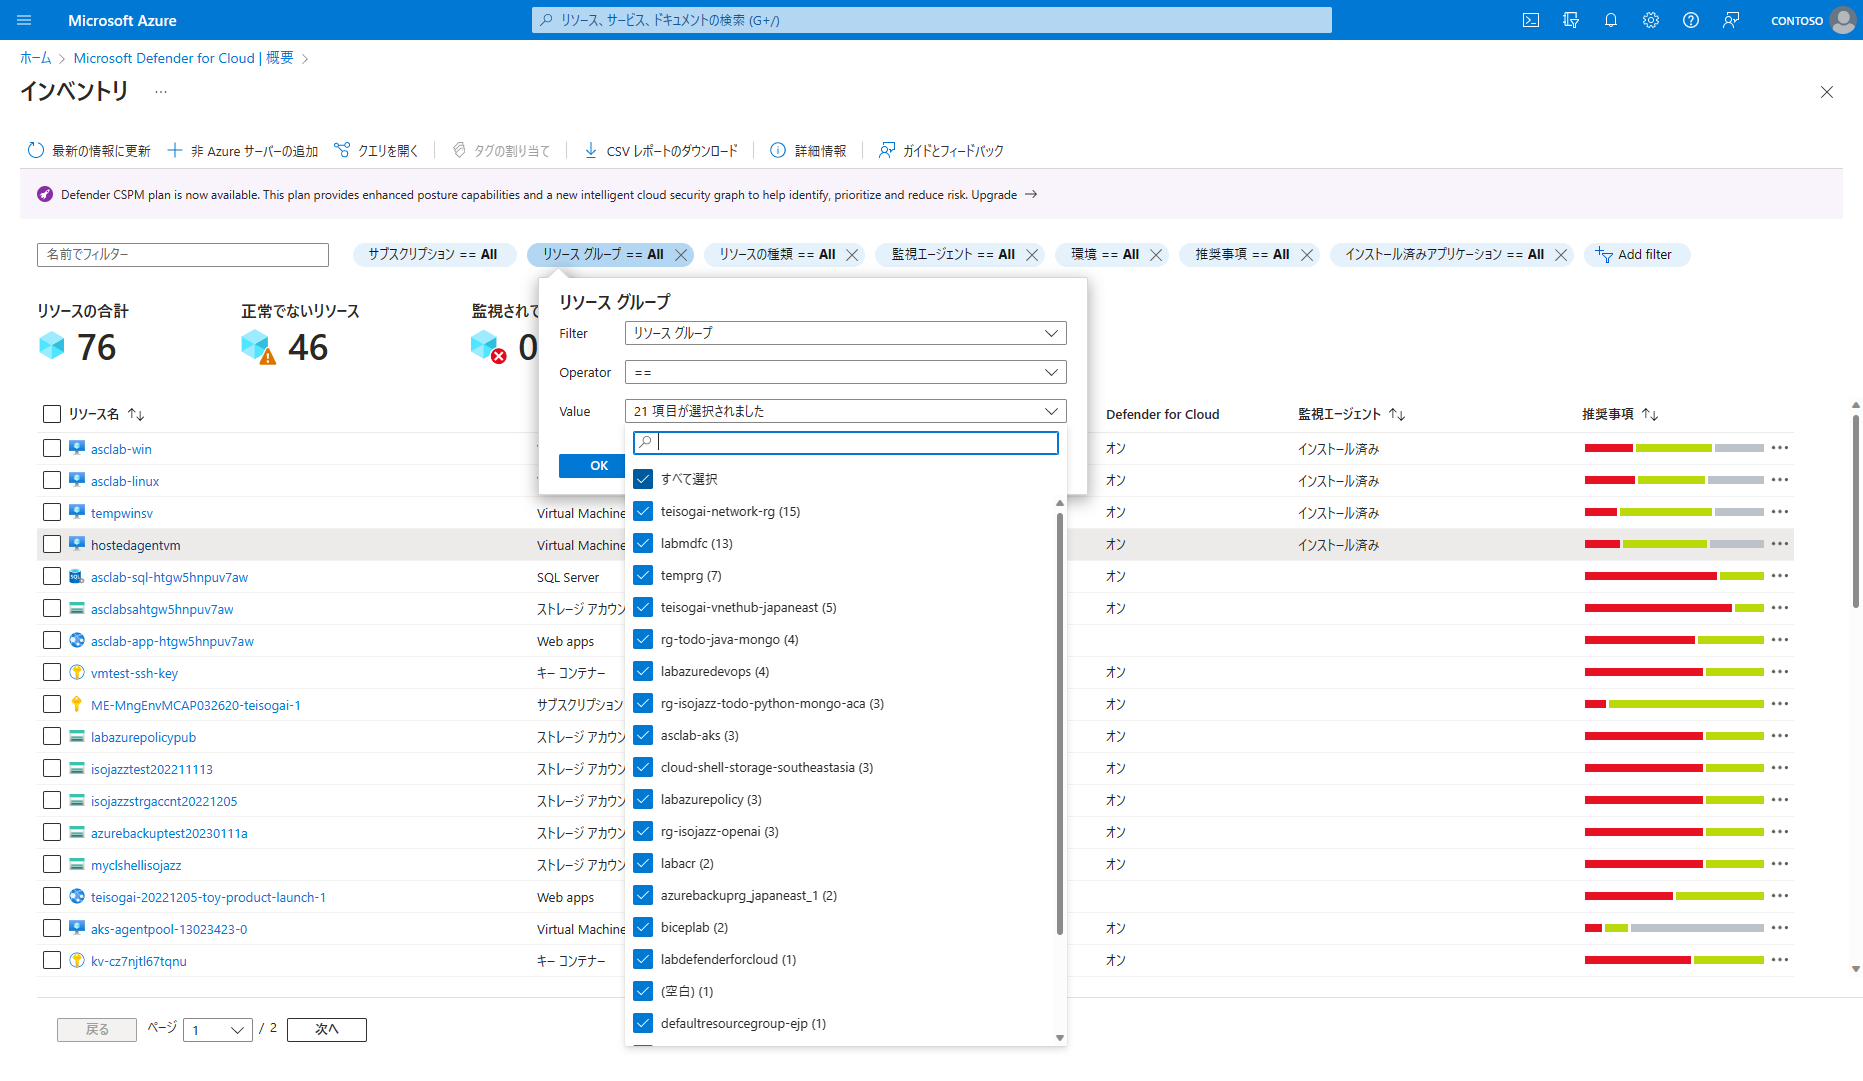 Microsoft Azure
リソース、サービス、ドキュメントの検索 (G+/)
CONTOSO
ホーム
Microsoft Defender for Cloud | 概要
インベントリ
最新の情報に更新
非 Azure サーバーの追加
クエリを開く
タグの割り当て
CSV レポートのダウンロード
詳細情報
ガイドとフィードバック
Defender CSPM plan is now available. This plan provides enhanced posture capabilities and a new intelligent cloud security graph to help identify, prioritize and reduce risk. Upgrade →
名前でフィルター
サブスクリプション == All
リソース グループ == All
リソースの種類 == All
監視エージェント == All
環境 == All
推奨事項 == All
インストール済みアプリケーション == All
Add filter
リソースの合計
76
正常でないリソース
46
監視されて
0
リソース グループ
Filter
リソース グループ
Operator
==
Value
21 項目が選択されました
OK
すべて選択
teisogai-network-rg (15)
labmdfc (13)
temprg (7)
teisogai-vnethub-japaneast (5)
rg-todo-java-mongo (4)
labazuredevops (4)
rg-isojazz-todo-python-mongo-aca (3)
asclab-aks (3)
cloud-shell-storage-southeastasia (3)
labazurepolicy (3)
rg-isojazz-openai (3)
labacr (2)
azurebackuprg_japaneast_1 (2)
biceplab (2)
labdefenderforcloud (1)
(空白) (1)
defaultresourcegroup-ejp (1)
リソース名
Defender for Cloud
監視エージェント
推奨事項
asclab-win
オン
インストール済み
asclab-linux
オン
インストール済み
tempwinsv
Virtual Machine
オン
インストール済み
hostedagentvm
Virtual Machine
オン
インストール済み
asclab-sql-htgw5hnpuv7aw
SQL Server
オン
asclabsahtgw5hnpuv7aw
ストレージ アカウン
オン
asclab-app-htgw5hnpuv7aw
Web apps
vmtest-ssh-key
キー コンテナー
オン
ME-MngEnvMCAP032620-teisogai-1
サブスクリプション
オン
labazurepolicypub
ストレージ アカウン
オン
isojazztest202211113
ストレージ アカウン
オン
isojazzstrgaccnt20221205
ストレージ アカウン
オン
azurebackuptest20230111a
ストレージ アカウン
オン
myclshellisojazz
ストレージ アカウン
オン
teisogai-20221205-toy-product-launch-1
Web apps
aks-agentpool-13023423-0
Virtual Machine
オン
kv-cz7njtl67tqnu
キー コンテナー
オン
戻る
ページ
1
/ 2
次へ